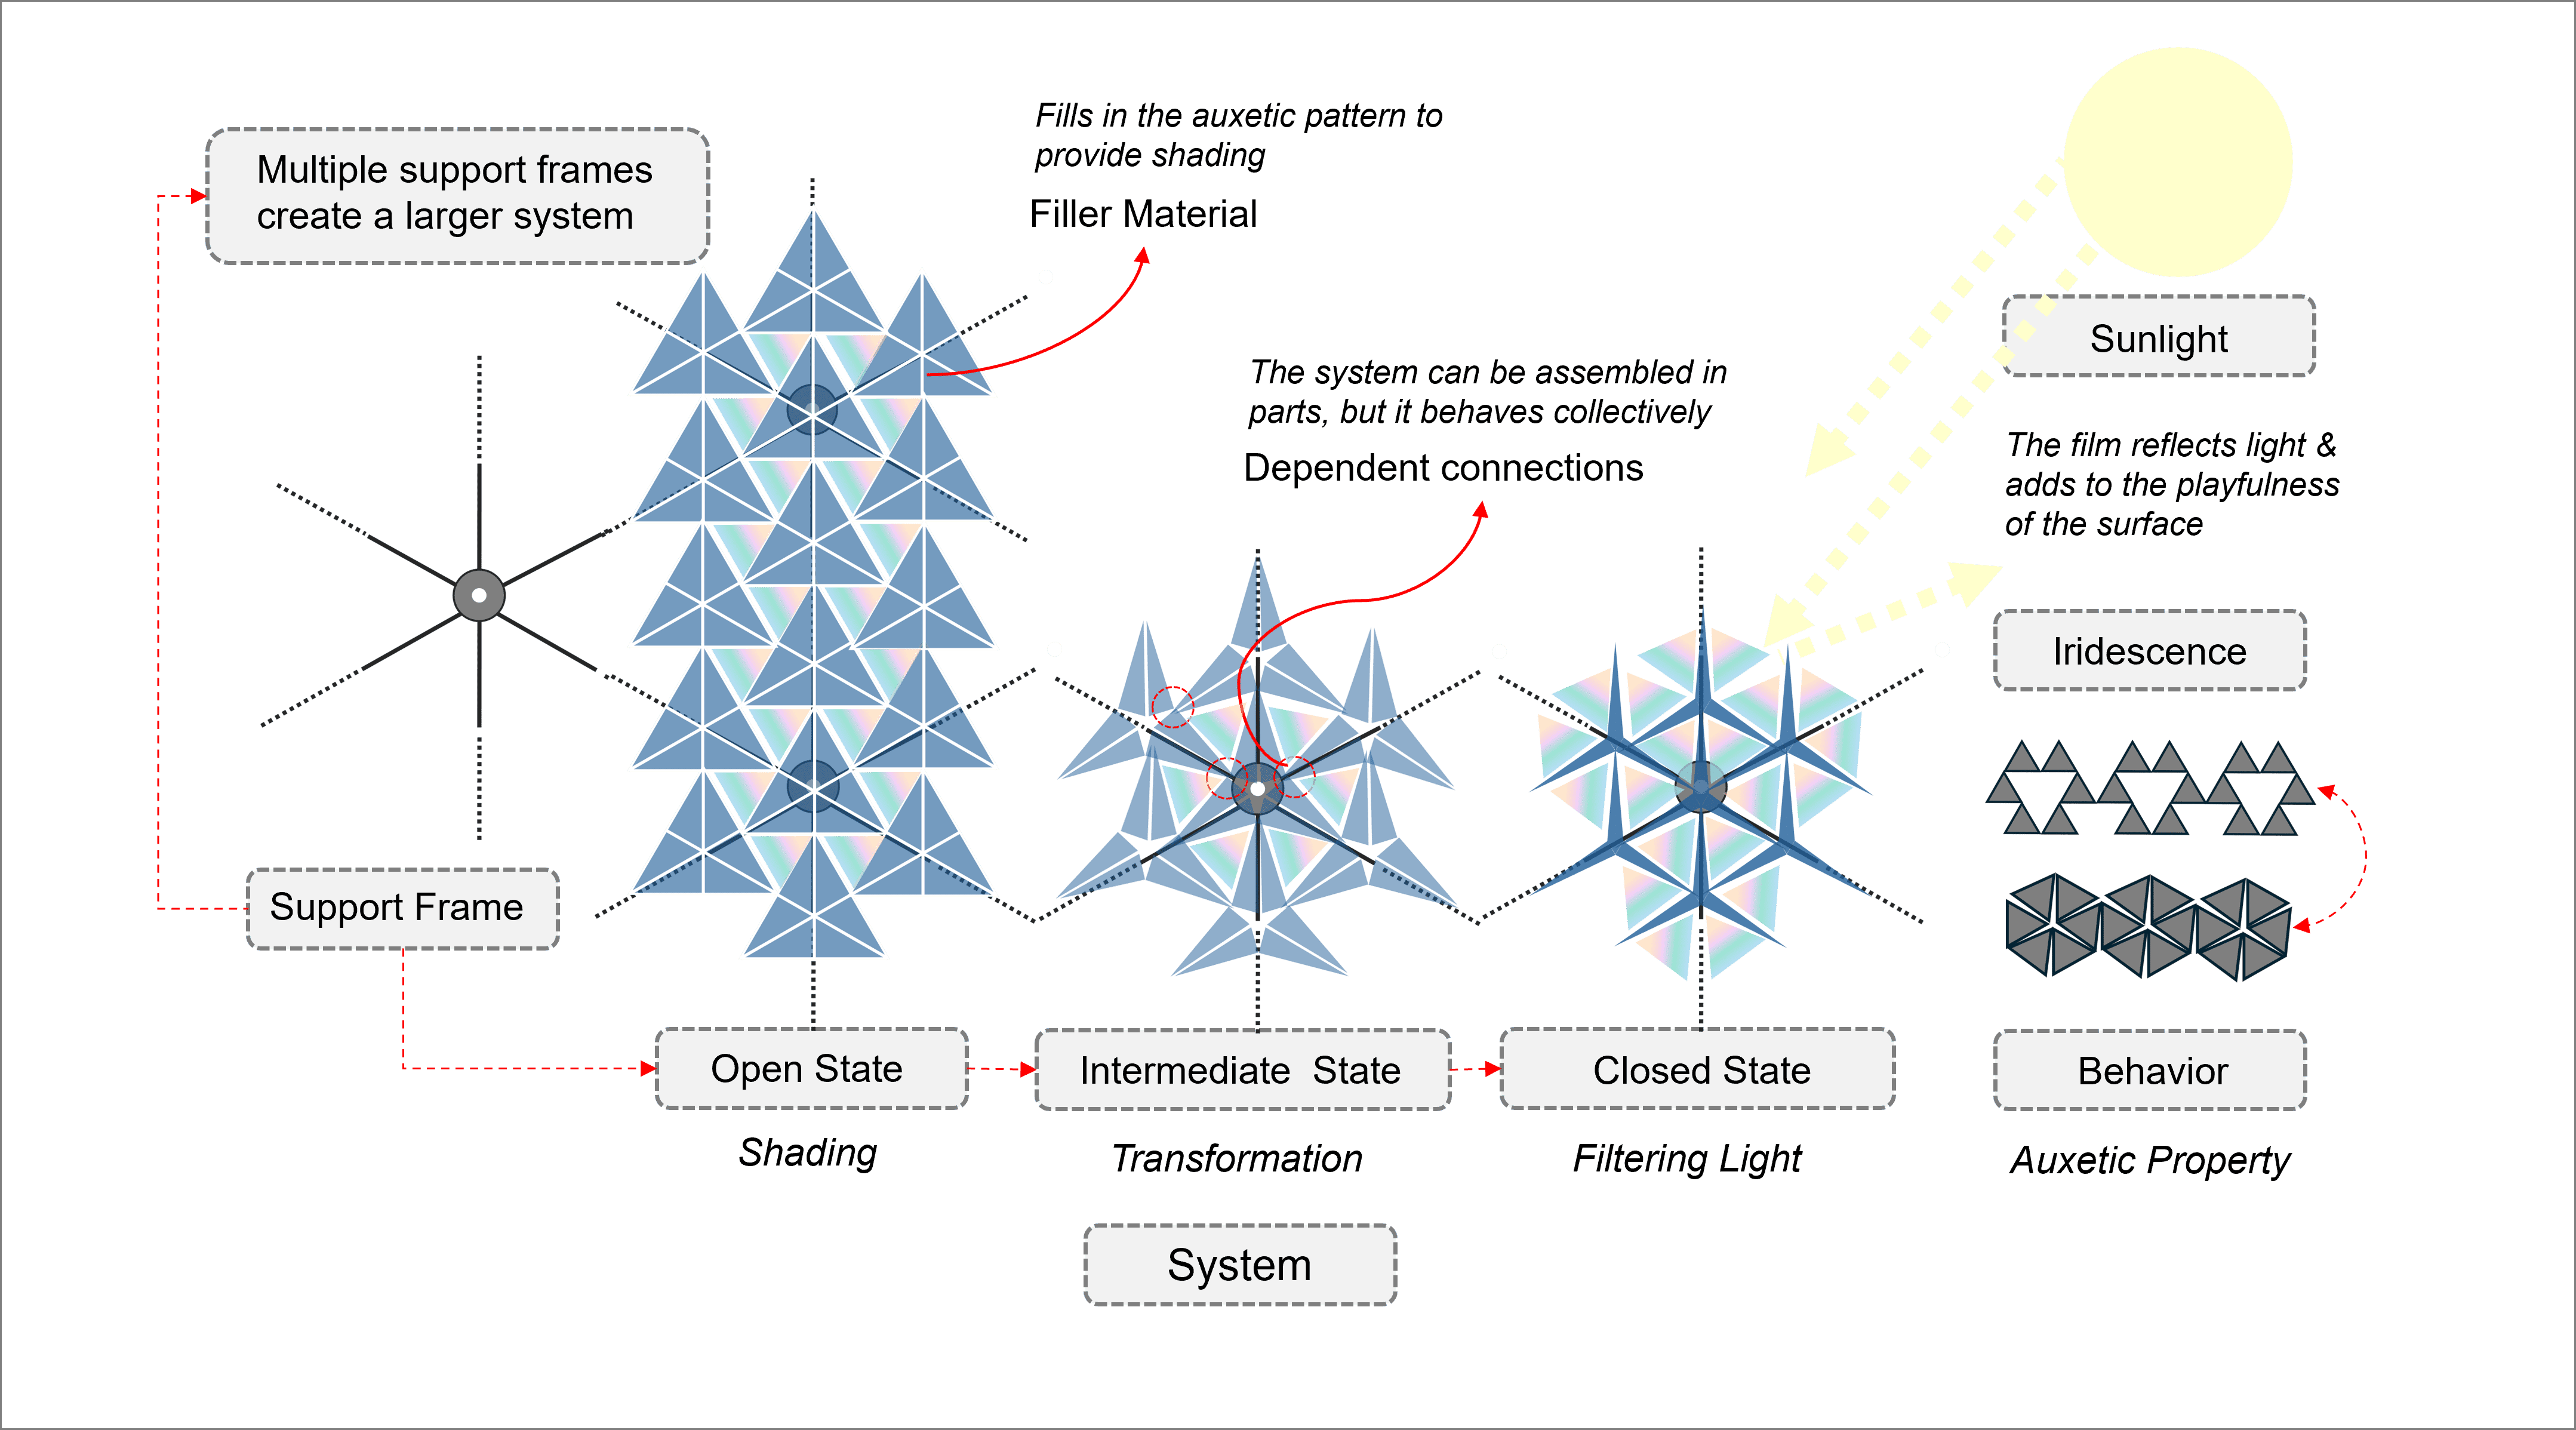 Multiple support frames
create a larger system
Fills in the auxetic pattern to
provide shading
Filler Material
The system can be assembled in
parts, but it behaves collectively
Dependent connections
Sunlight
The film reflects light &
adds to the playfulness
of the surface
Iridescence
Support Frame
Open State
Intermediate State
Closed State
Behavior
Shading
Transformation
Filtering Light
Auxetic Property
System